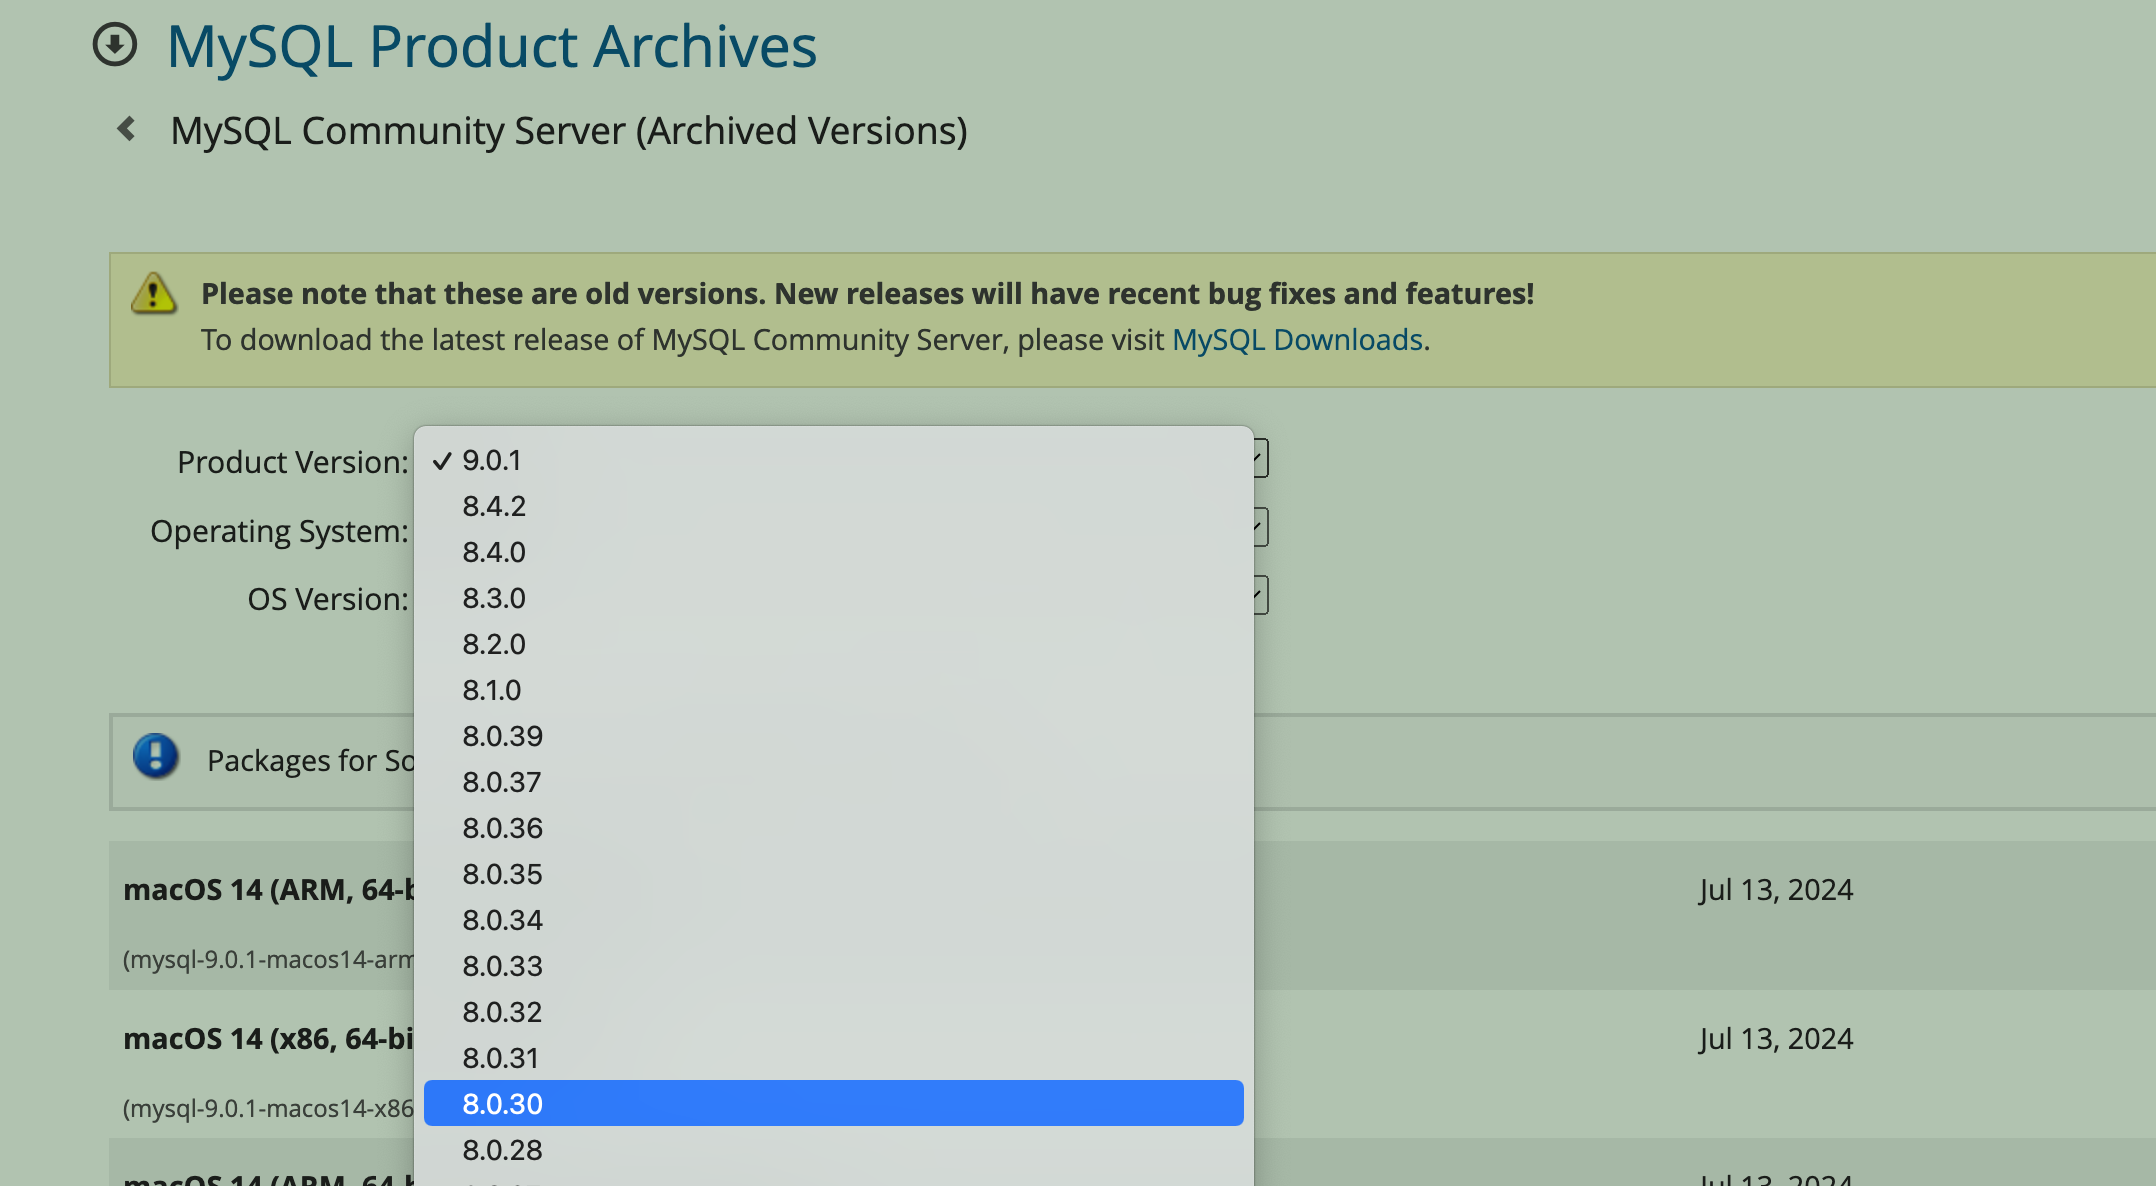 MySQL Product Archives
MySQL Community Server (Archived Versions)
Please note that these are old versions. New releases will have recent bug fixes and features!
To download the latest release of MySQL Community Server, please visit MySQL Downloads.
Product Version:
Operating System:
OS Version:
✓ 9.0.1
8.4.2
8.4.0
8.3.0
8.2.0
8.1.0
8.0.39
8.0.37
8.0.36
8.0.35
8.0.34
8.0.33
8.0.32
8.0.31
8.0.30
8.0.28
Packages for So
macOS 14 (ARM, 64-b
Jul 13, 2024
(mysql-9.0.1-macos14-arm
macOS 14 (x86, 64-bi
Jul 13, 2024
(mysql-9.0.1-macos14-x86
macOS 14 (ARM, 64-b
Jul 13, 2024